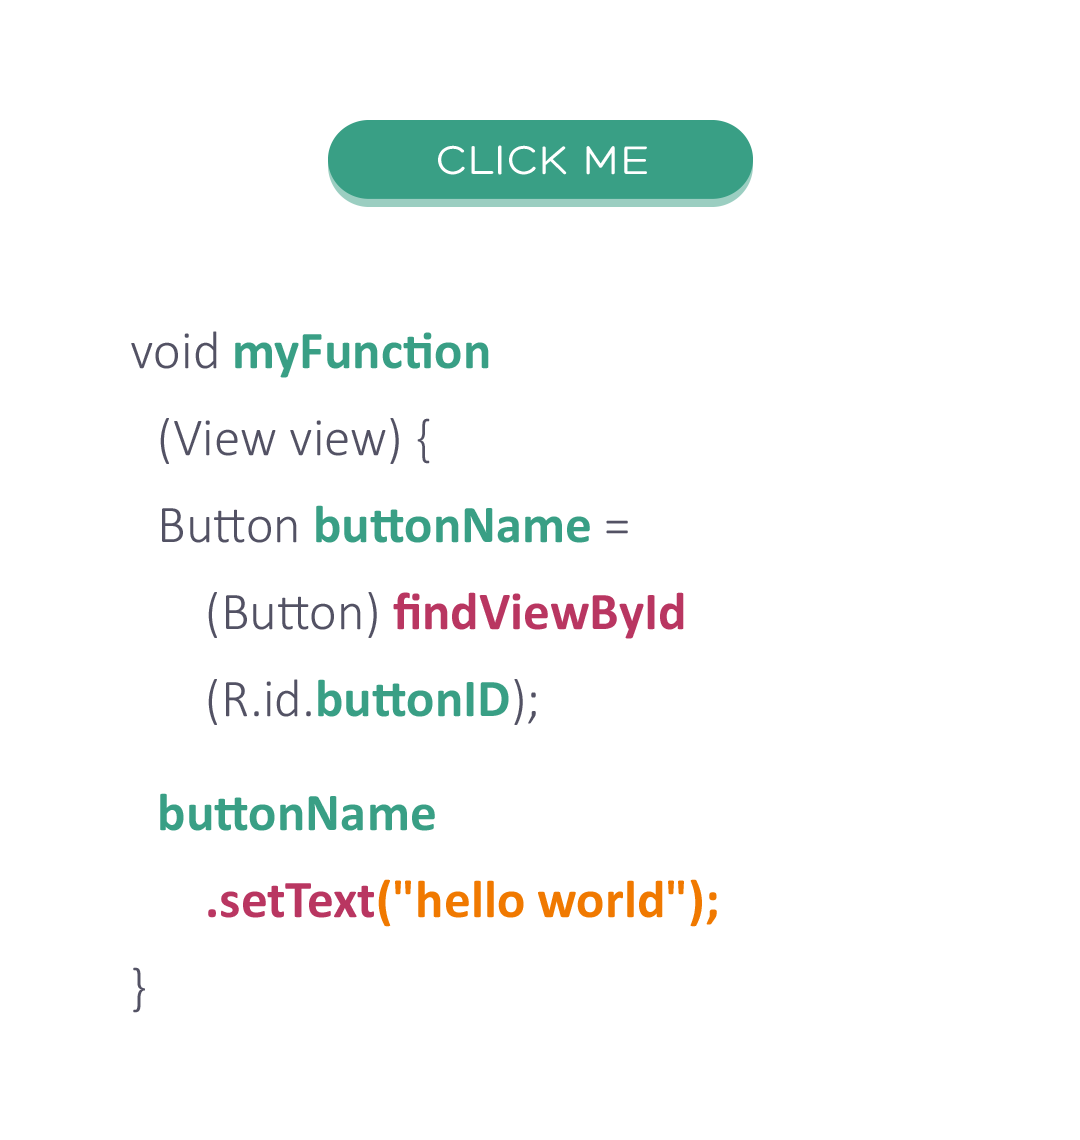 CLICK ME
void myFunction
(View view) {
Button buttonName =
(Button) findViewById
(R.id.buttonID);
buttonName
.setText("hello world");
}